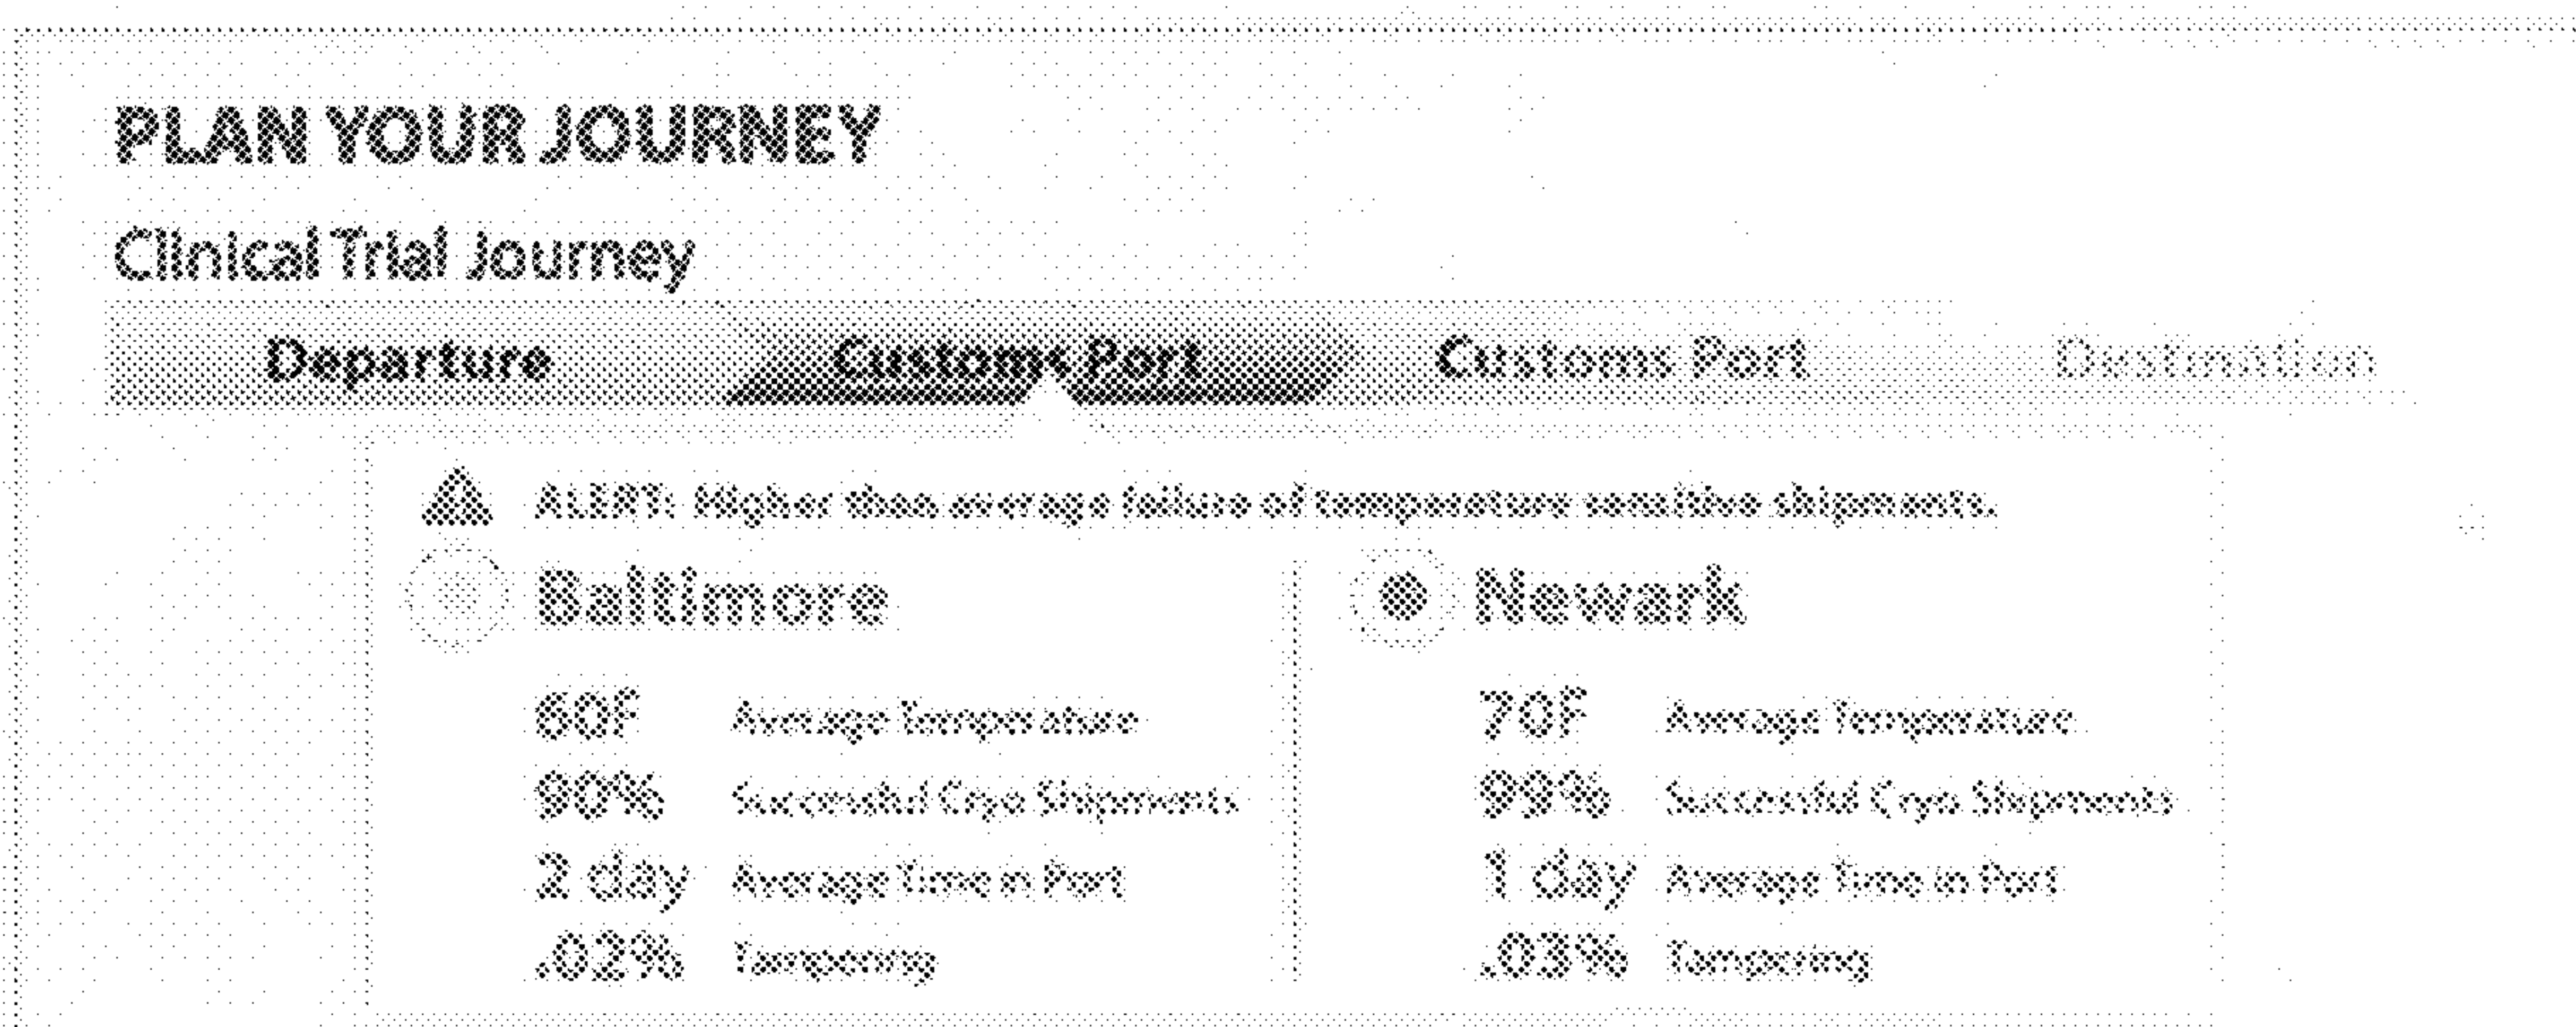 PLAN YOUR JOURNEY
Clinical Trial Journey
Departure Customs Port Customs Port Destination
ALERT: Higher than average failure of temperature sensitive shipments.
Baltimore Newark
60F Average Temperature 70F Average Temperature
90% Successful Cryo Shipments 99% Successful Cryo Shipments
2 day Average time in Port 1 day Average time in Port
.02% Tampering .03% Tampering